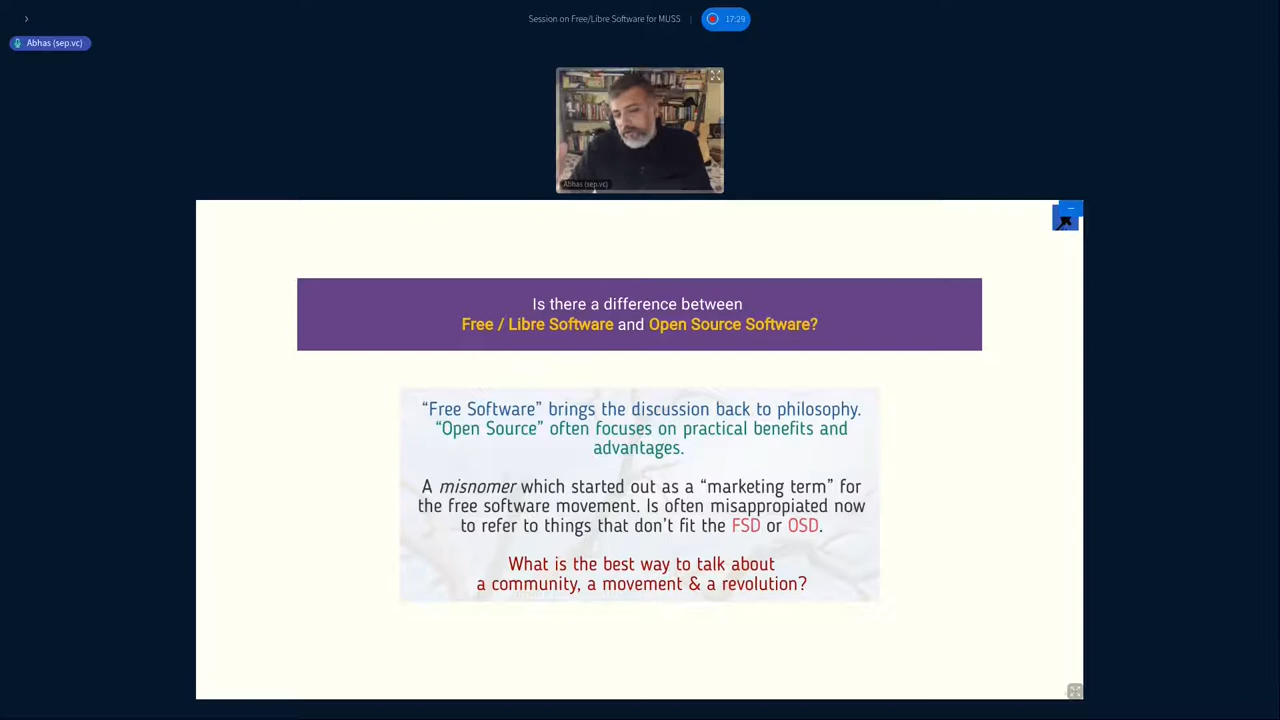 Session on Free/Libre Software for MUSS
17:29
Abhas (sep.vc)
Abhas (sep.vc)
Is there a difference between
Free / Libre Software and Open Source Software?
“Free Software” brings the discussion back to philosophy.
“Open Source” often focuses on practical benefits and
advantages.
A misnomer which started out as a “marketing term” for
the free software movement. Is often misappropiated now
to refer to things that don’t fit the FSD or OSD.
What is the best way to talk about
a community, a movement & a revolution?